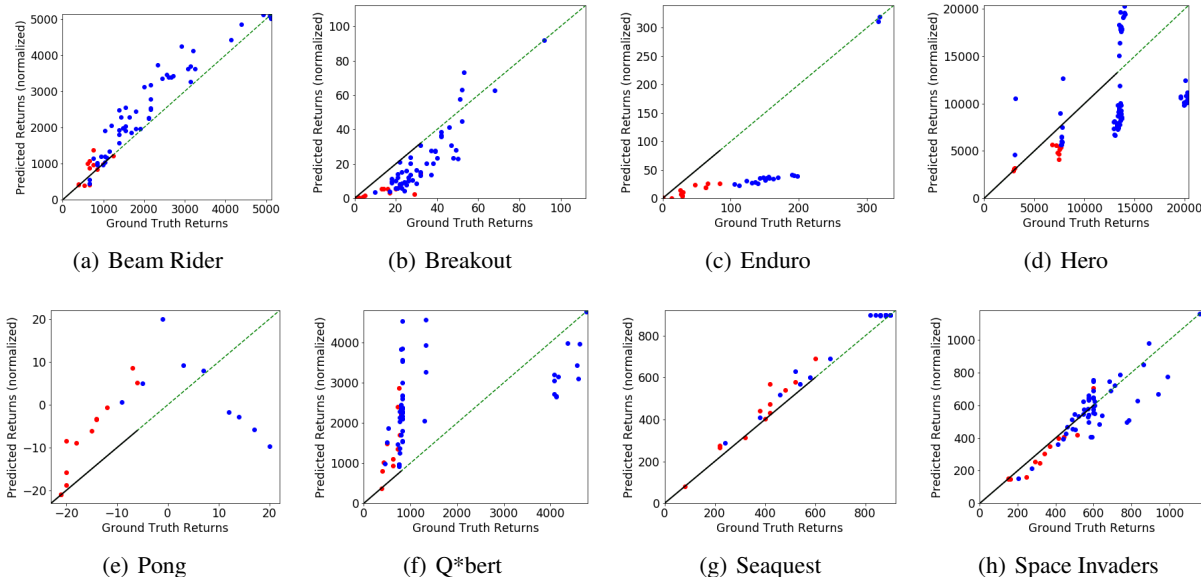 Predicted Returns (normalized)
5000
4000
3000
2000
1000
0
0 1000 2000 3000 4000 5000
Ground Truth Returns
(a) Beam Rider
Predicted Returns (normalized)
100
80
60
40
20
0
0 20 40 60 80 100
Ground Truth Returns
(b) Breakout
Predicted Returns (normalized)
300
250
200
150
100
50
0
0 100 200 300
Ground Truth Returns
(c) Enduro
Predicted Returns (normalized)
20000
17500
15000
12500
10000
7500
5000
2500
0
0 5000 10000 15000 20000
Ground Truth Returns
(d) Hero
Predicted Returns (normalized)
20
10
0
−10
−20
−20 −10 0 10 20
Ground Truth Returns
(e) Pong
Predicted Returns (normalized)
4000
3000
2000
1000
0
0 1000 2000 3000 4000
Ground Truth Returns
(f) Q*bert
Predicted Returns (normalized)
800
600
400
200
0
0 200 400 600 800
Ground Truth Returns
(g) Seaquest
Predicted Returns (normalized)
1000
800
600
400
200
0
0 200 400 600 800 1000
Ground Truth Returns
(h) Space Invaders